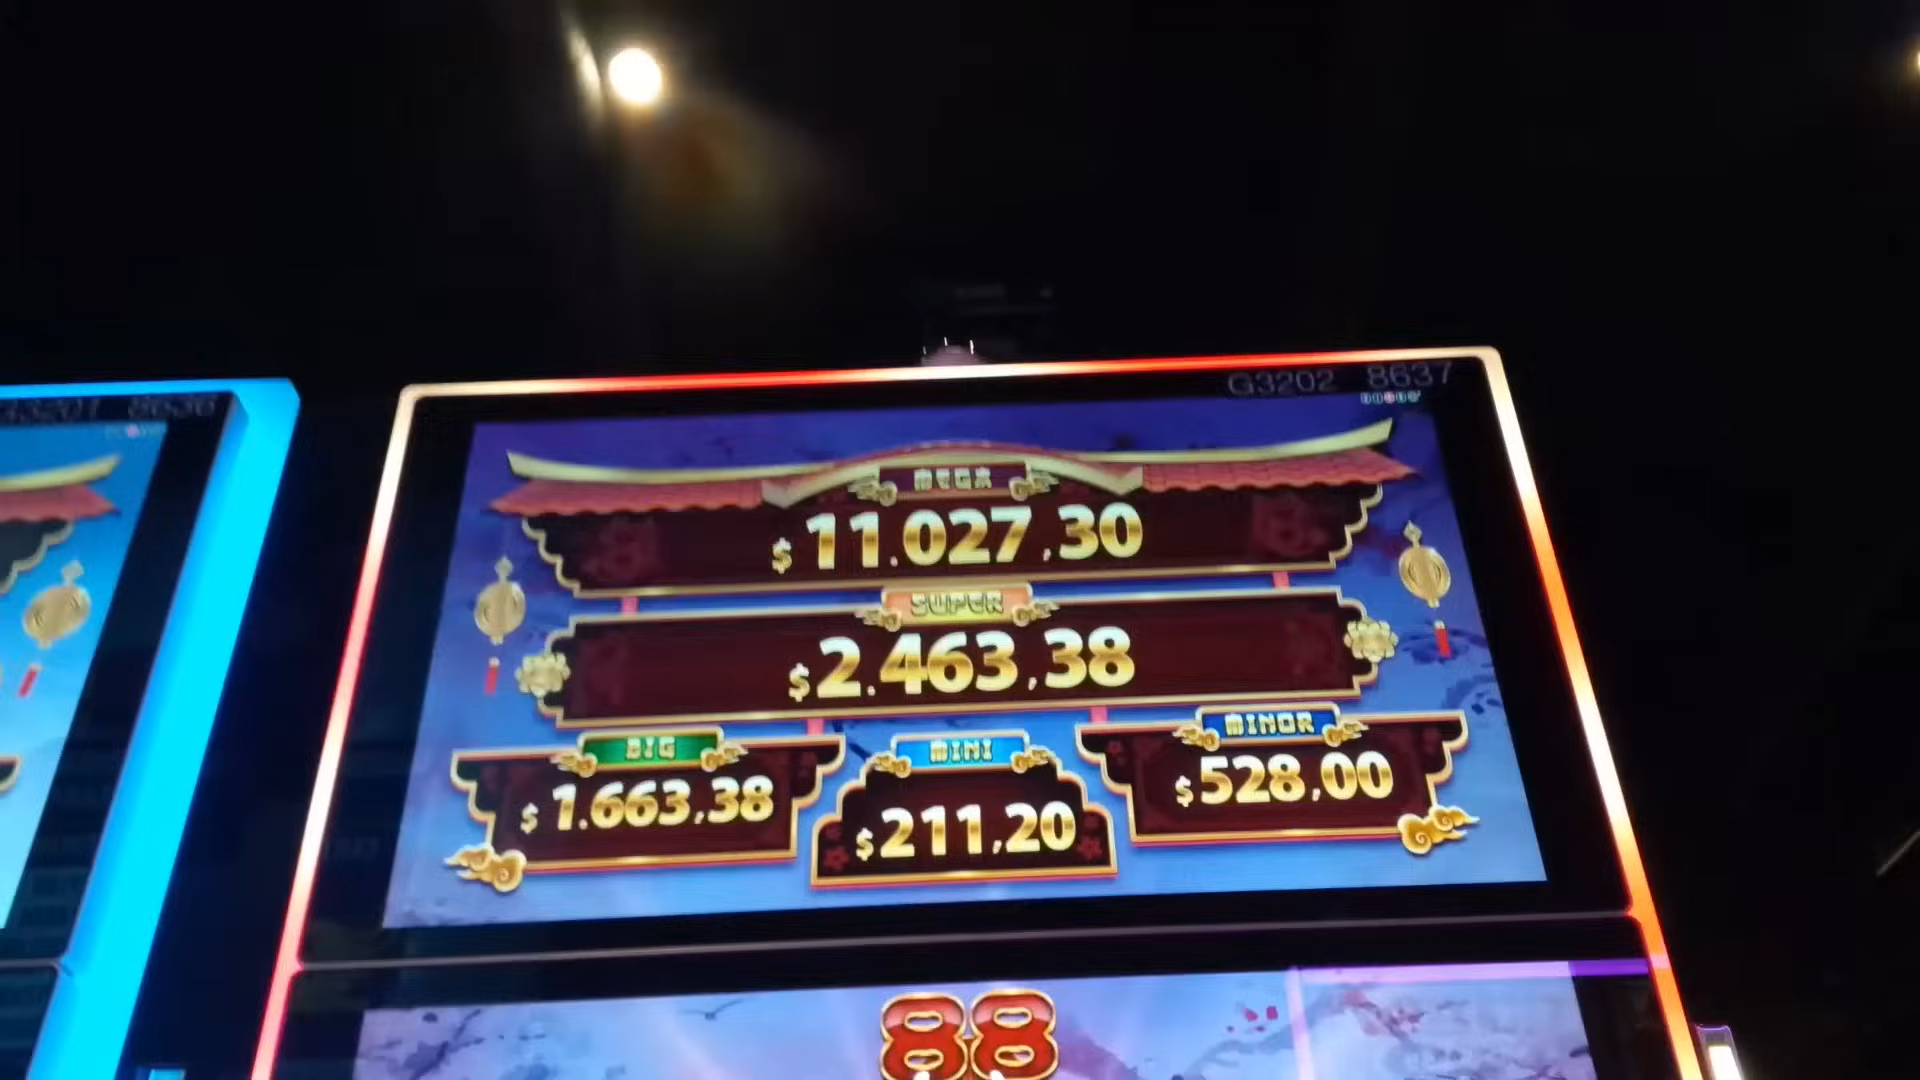 G3202 8637
MEGA
$11.027,30
SUPER
$2.463,38
BIG
$1.663,38
MINI
$211,20
MINOR
$528,00
88